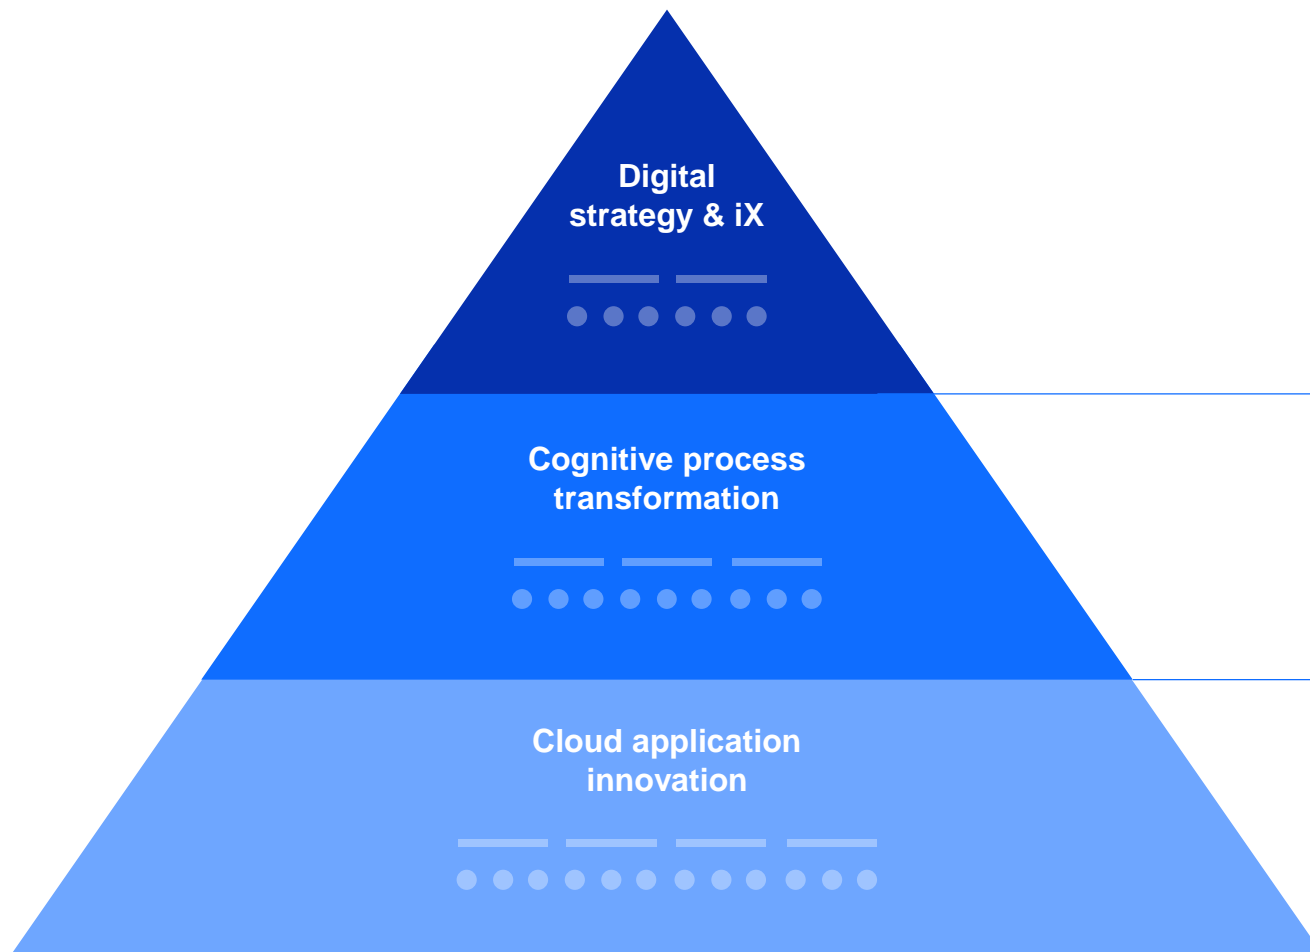 Digital
strategy & iX
Cognitive process
transformation
Cloud application
innovation